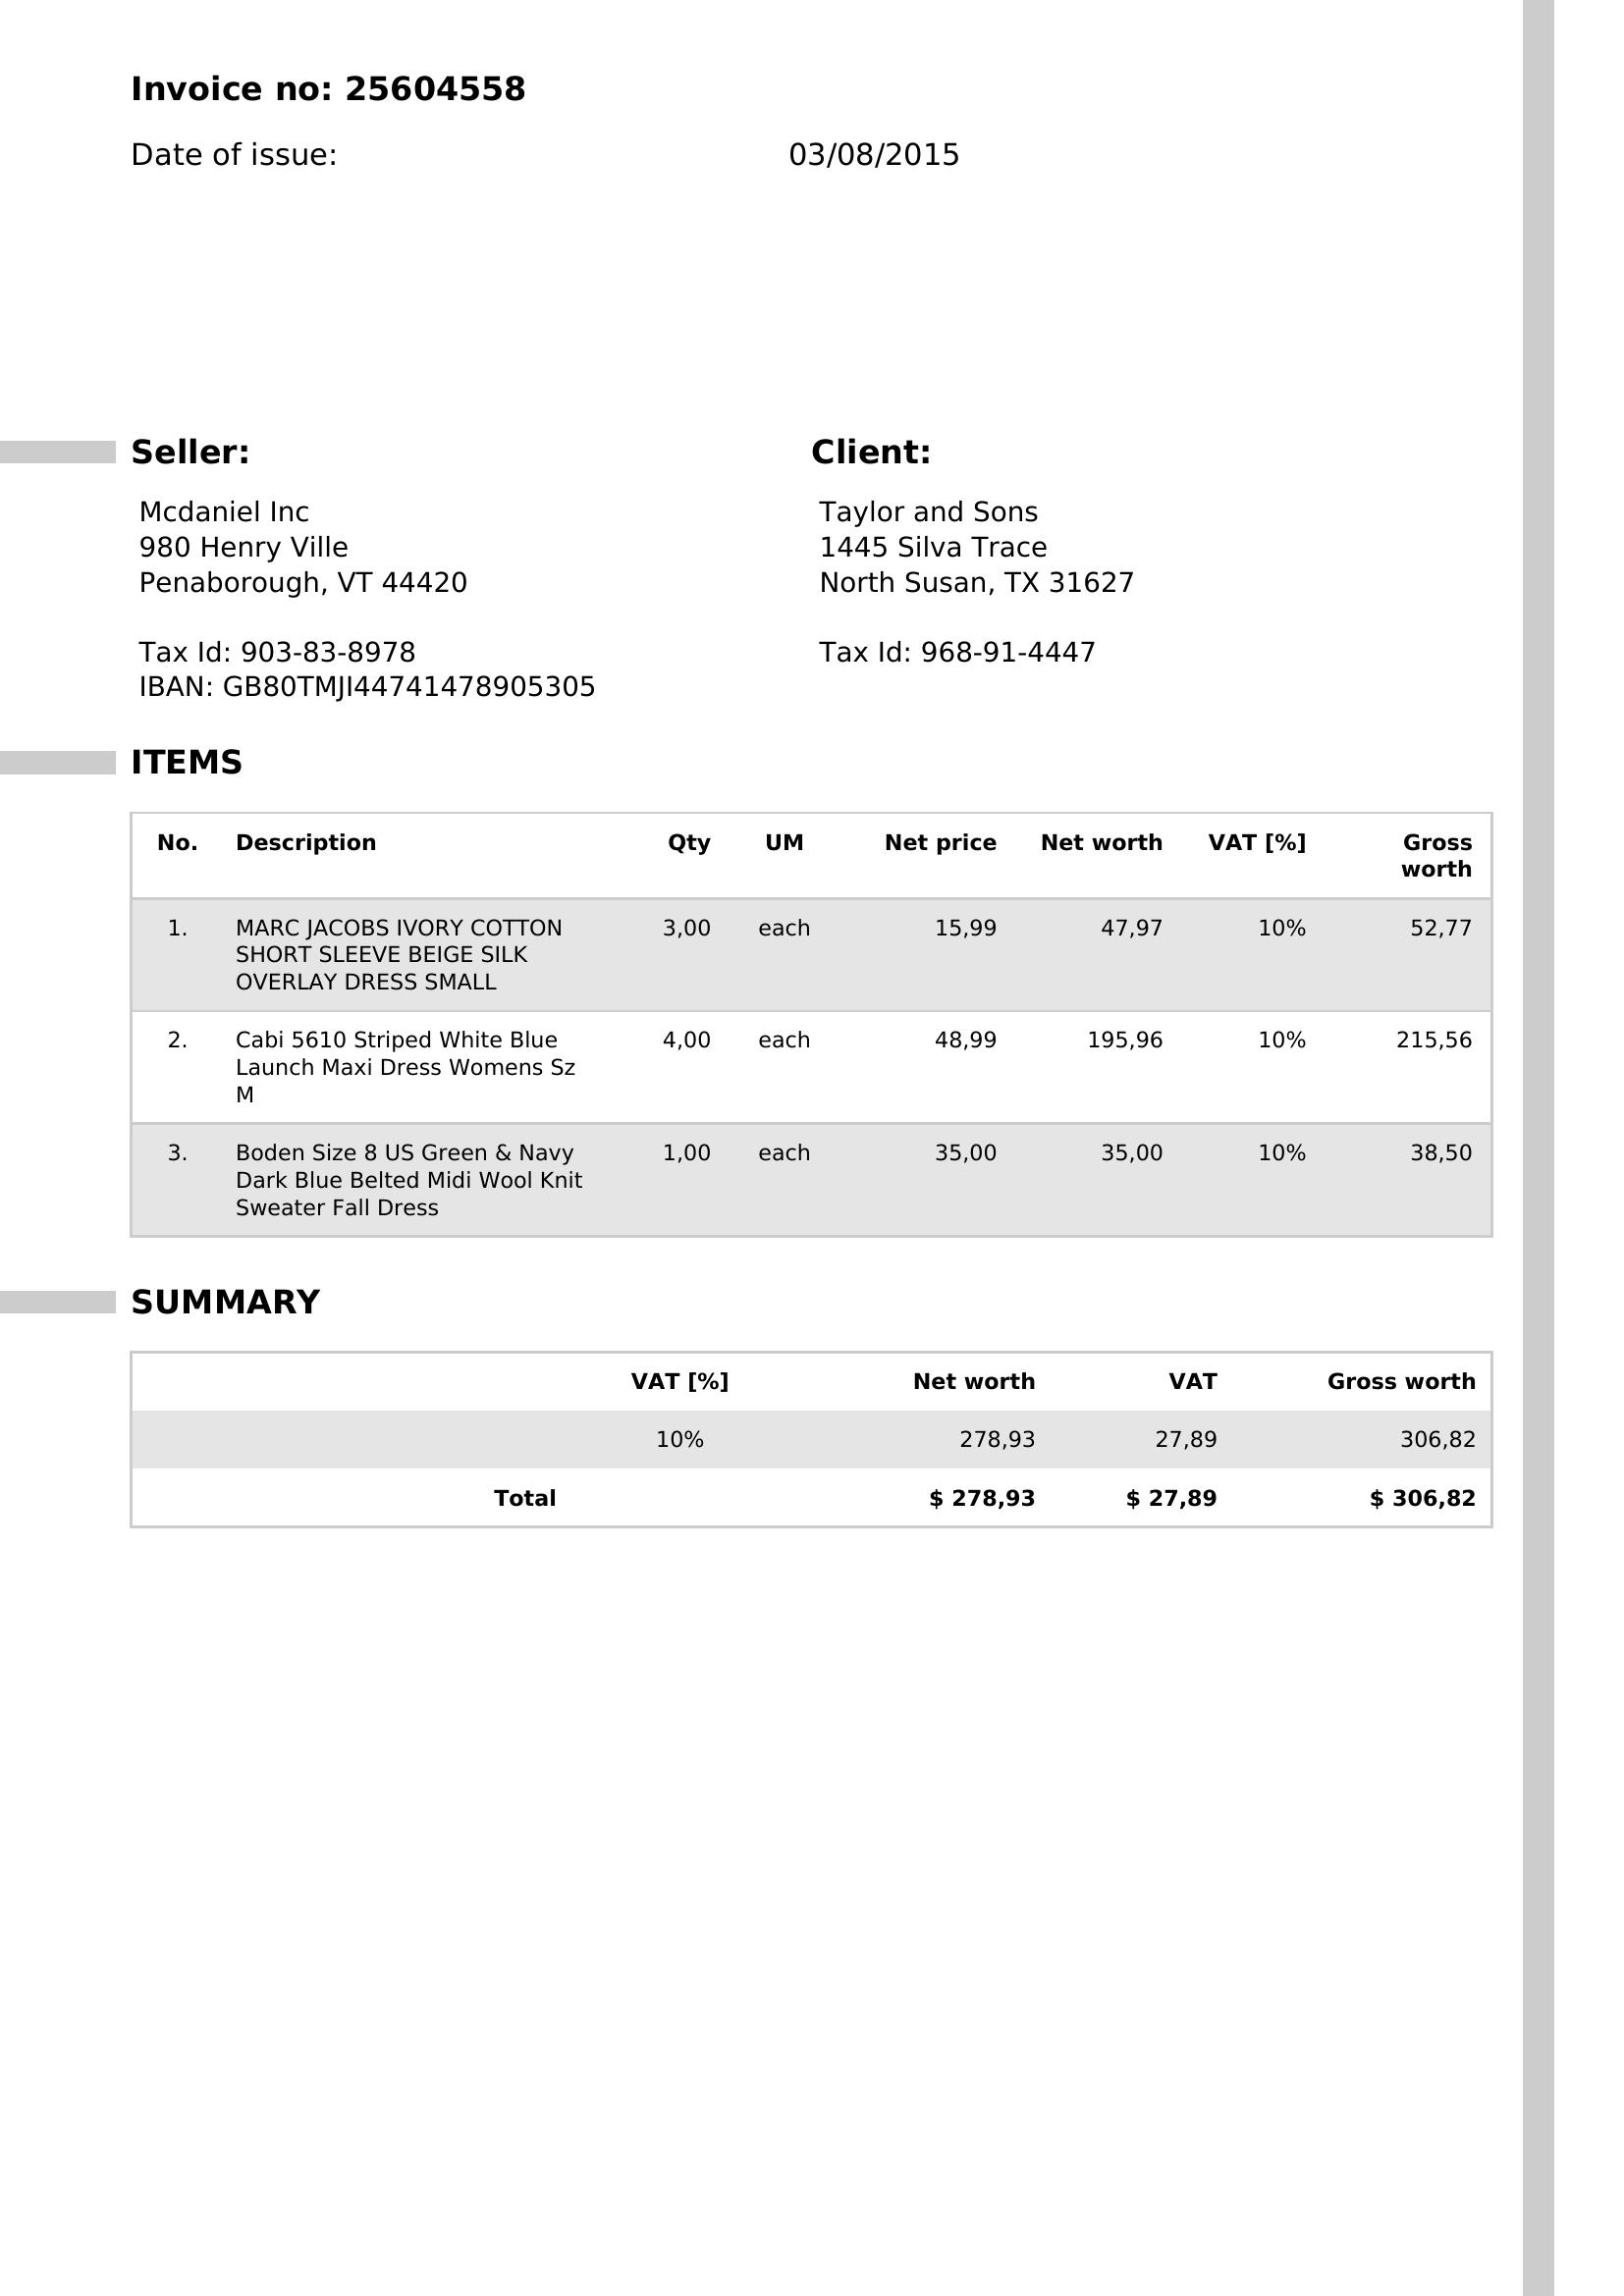 Invoice no: 25604558
Date of issue: 03/08/2015
Seller:
Mcdaniel Inc
980 Henry Ville
Penaborough, VT 44420
Tax Id: 903-83-8978
IBAN: GB80TMJI44741478905305
Client:
Taylor and Sons
1445 Silva Trace
North Susan, TX 31627
Tax Id: 968-91-4447
ITEMS
No. Description Qty UM Net price Net worth VAT [%] Gross
worth
1. MARC JACOBS IVORY COTTON 3,00 each 15,99 47,97 10% 52,77
SHORT SLEEVE BEIGE SILK
OVERLAY DRESS SMALL
2. Cabi 5610 Striped White Blue 4,00 each 48,99 195,96 10% 215,56
Launch Maxi Dress Womens Sz
M
3. Boden Size 8 US Green & Navy 1,00 each 35,00 35,00 10% 38,50
Dark Blue Belted Midi Wool Knit
Sweater Fall Dress
SUMMARY
VAT [%] Net worth VAT Gross worth
10% 278,93 27,89 306,82
Total $ 278,93 $ 27,89 $ 306,82